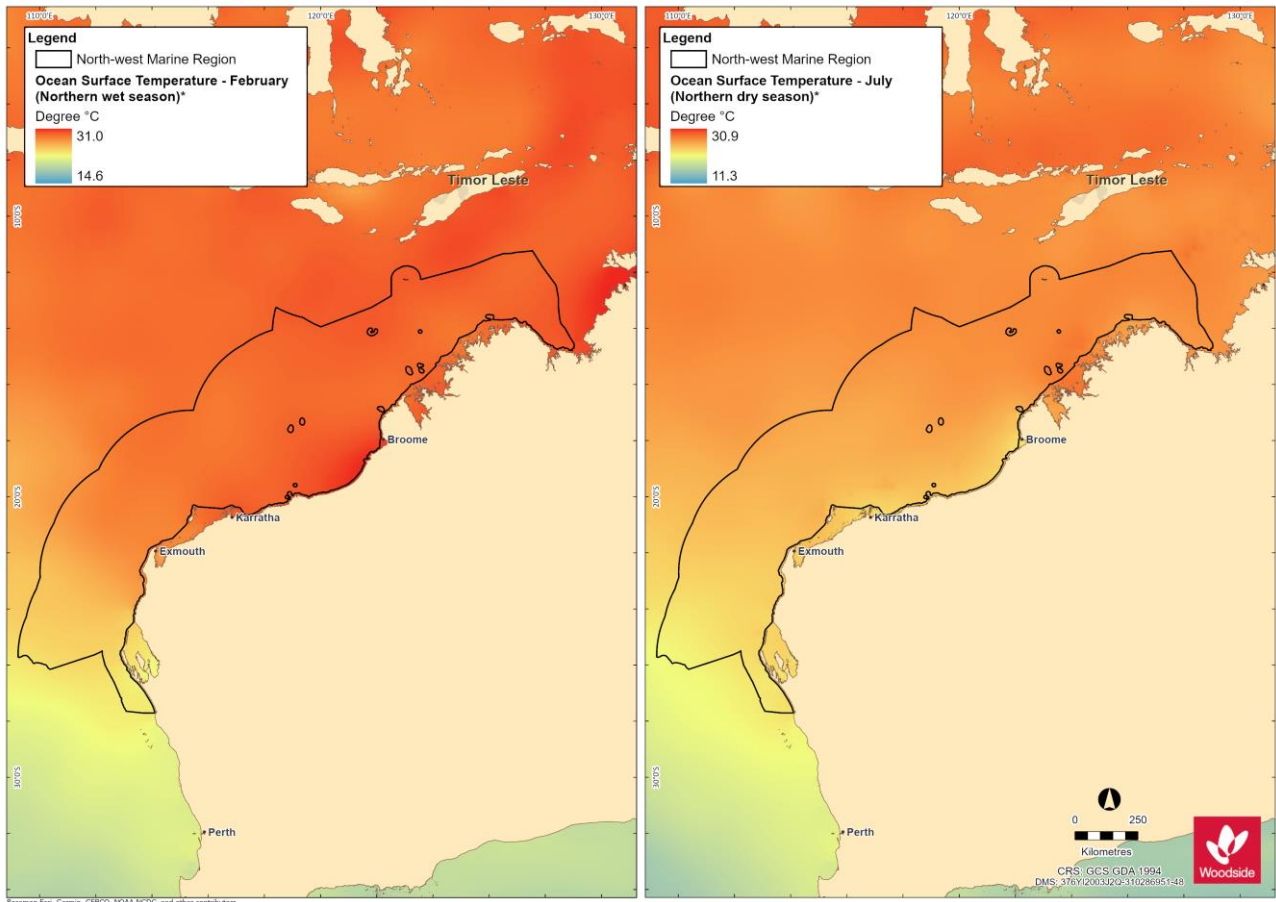 110°0'E
120°0'E
130°0'E
Legend
North-west Marine Region
Ocean Surface Temperature - February
(Northern wet season)*
Degree °C
31.0
14.6
Timor Leste
10°0'S
Broome
20°0'S
Karratha
Exmouth
30°0'S
Perth
110°0'E
120°0'E
130°0'E
Legend
North-west Marine Region
Ocean Surface Temperature - July
(Northern dry season)*
Degree °C
30.9
11.3
Timor Leste
10°0'S
Broome
20°0'S
Karratha
Exmouth
30°0'S
Perth
0 250
Kilometres
CRS: GCS GDA 1994
DMS: 376YI2003J2Q-310286951-48
Woodside